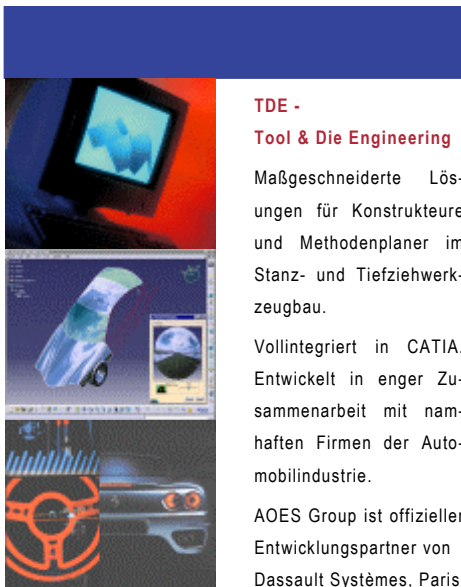 TDE -
Tool & Die Engineering
Maßgeschneiderte Lös-
ungen für Konstrukteure
und Methodenplaner im
Stanz- und Tiefziehwerk-
zeugbau.
Vollintegriert in CATIA.
Entwickelt in enger Zu-
sammenarbeit mit nam-
haften Firmen der Auto-
mobilindustrie.
AOES Group ist offizieller
Entwicklungspartner von
Dassault Systèmes, Paris